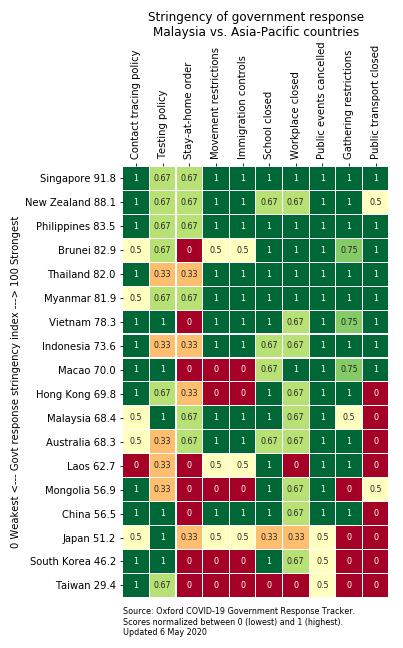 Stringency of government response
Malaysia vs. Asia-Pacific countries
Contact tracing policy
Testing policy
Stay-at-home order
Movement restrictions
Immigration controls
School closed
Workplace closed
Public events cancelled
Gathering restrictions
Public transport closed
0 Weakest <--- Govt response stringency index ---> 100 Strongest
Singapore 91.8 1 0.67 0.67 1 1 1 1 1 1 1
New Zealand 88.1 1 0.67 0.67 1 1 0.67 0.67 1 1 0.5
Philippines 83.5 1 0.67 0.67 1 1 1 1 1 1 1
Brunei 82.9 0.5 0.67 0 0.5 0.5 1 1 1 0.75 1
Thailand 82.0 1 0.33 0.33 1 1 1 1 1 1 1
Myanmar 81.9 0.5 0.67 0.67 1 1 1 1 1 1 1
Vietnam 78.3 1 1 0 1 1 1 0.67 1 0.75 1
Indonesia 73.6 1 0.33 0.33 1 1 0.67 0.67 1 1 1
Macao 70.0 1 1 0 0 0 0.67 1 1 0.75 1
Hong Kong 69.8 1 0.67 0.33 0 0 1 0.67 1 1 0
Malaysia 68.4 0.5 1 0.67 1 1 1 0.67 1 0.5 0
Australia 68.3 0.5 0.33 0.67 1 1 0.67 0.67 1 1 0
Laos 62.7 0 0.33 0 0.5 0.5 1 0 1 1 0
Mongolia 56.9 1 0.33 0 0 0 1 0.67 1 0 0.5
China 56.5 1 1 0 1 1 1 0.67 1 1 0
Japan 51.2 0.5 1 0.33 0.5 0.5 0.33 0.33 0.5 0 0
South Korea 46.2 1 1 0 0 0 1 0.67 0.5 0 0
Taiwan 29.4 1 0.67 0 0 0 0 0 0.5 0 0
Source: Oxford COVID-19 Government Response Tracker.
Scores normalized between 0 (lowest) and 1 (highest).
Updated 6 May 2020